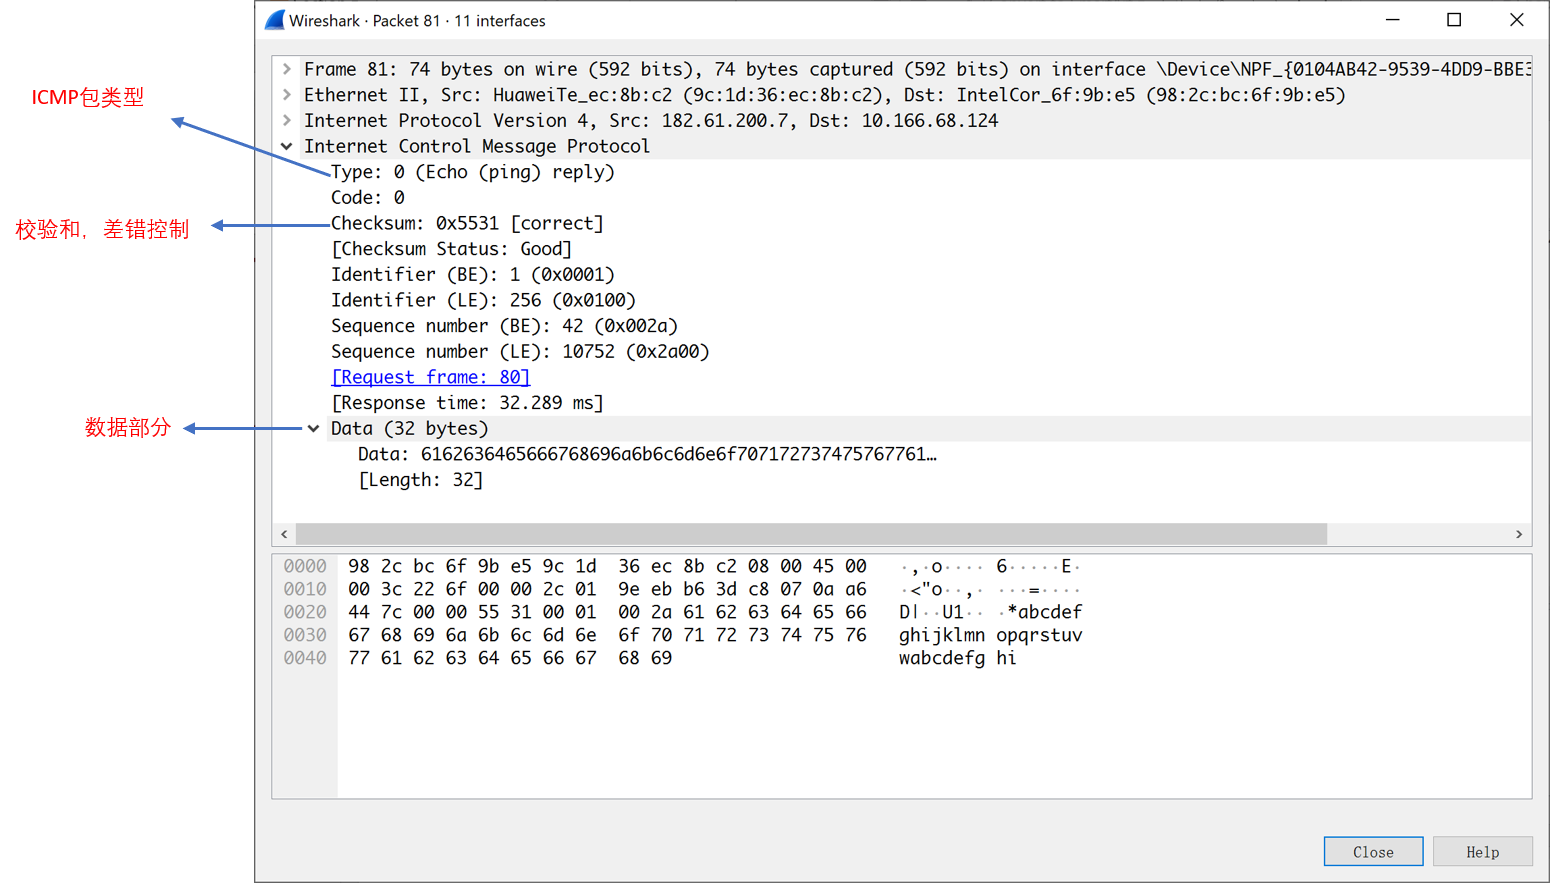 Wireshark · Packet 81 · 11 interfaces
Frame 81: 74 bytes on wire (592 bits), 74 bytes captured (592 bits) on interface \Device\NPF_{0104AB42-9539-4DD9-BBE3
Ethernet II, Src: HuaweiTe_ec:8b:c2 (9c:1d:36:ec:8b:c2), Dst: IntelCor_6f:9b:e5 (98:2c:bc:6f:9b:e5)
Internet Protocol Version 4, Src: 182.61.200.7, Dst: 10.166.68.124
Internet Control Message Protocol
ICMP包类型
Type: 0 (Echo (ping) reply)
Code: 0
校验和，差错控制
Checksum: 0x5531 [correct]
[Checksum Status: Good]
Identifier (BE): 1 (0x0001)
Identifier (LE): 256 (0x0100)
Sequence number (BE): 42 (0x002a)
Sequence number (LE): 10752 (0x2a00)
[Request frame: 80]
[Response time: 32.289 ms]
数据部分
Data (32 bytes)
Data: 6162636465666768696a6b6c6d6e6f707172737475767761…
[Length: 32]
0000 98 2c bc 6f 9b e5 9c 1d 36 ec 8b c2 08 00 45 00 ·,·o···· 6·····E·
0010 00 3c 22 6f 00 00 2c 01 9e eb b6 3d c8 07 0a a6 ·<"o··,· ···=····
0020 44 7c 00 00 55 31 00 01 00 2a 61 62 63 64 65 66 D|··U1·· ·*abcdef
0030 67 68 69 6a 6b 6c 6d 6e 6f 70 71 72 73 74 75 76 ghijklmn opqrstuv
0040 77 61 62 63 64 65 66 67 68 69 wabcdefg hi
Close
Help